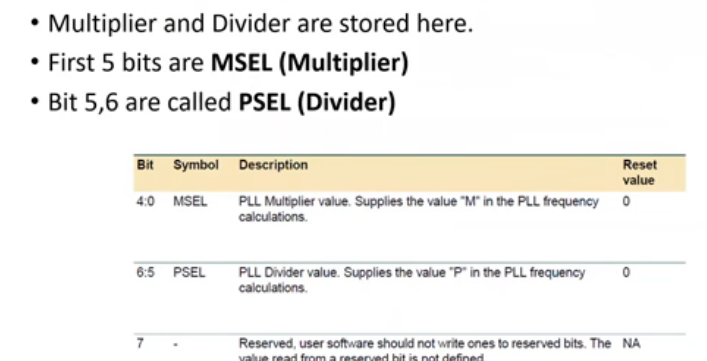 • Multiplier and Divider are stored here.
• First 5 bits are MSEL (Multiplier)
• Bit 5,6 are called PSEL (Divider)
Bit Symbol Description Reset
value
4:0 MSEL PLL Multiplier value. Supplies the value "M" in the PLL frequency 0
calculations.
6:5 PSEL PLL Divider value. Supplies the value "P" in the PLL frequency 0
calculations.
7 - Reserved, user software should not write ones to reserved bits. The NA
value read from a reserved bit is not defined.